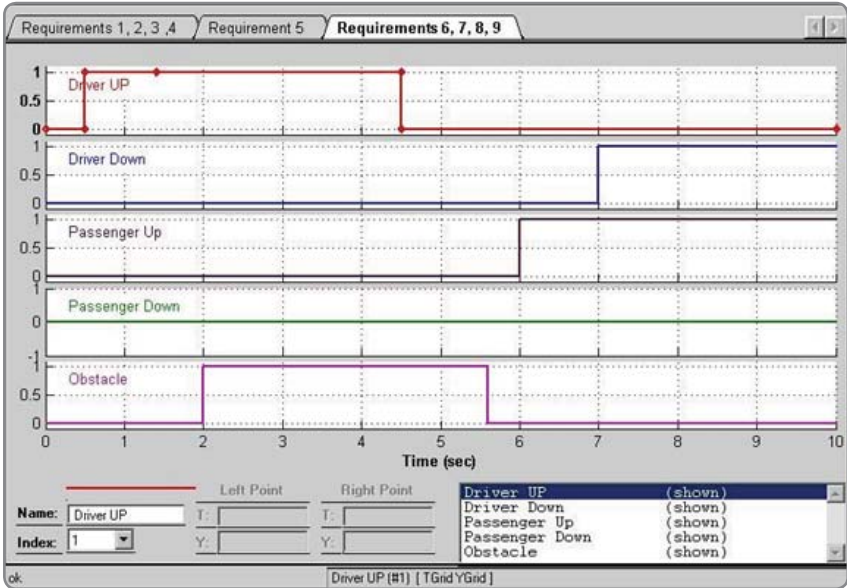 Requirements 1, 2, 3 ,4 Requirement 5 Requirements 6, 7, 8, 9
1
Driver UP
0.5
0
1
Driver Down
0.5
0
1
Passenger Up
0.5
0
1
Passenger Down
0
-1
1
Obstacle
0.5
0
0 1 2 3 4 5 6 7 8 9 10
Time (sec)
Left Point Right Point
Name: Driver UP T: T:
Index: 1 Y: Y:
Driver UP (shown)
Driver Down (shown)
Passenger Up (shown)
Passenger Down (shown)
Obstacle (shown)
ok Driver UP (#1) [ TGrid YGrid ]